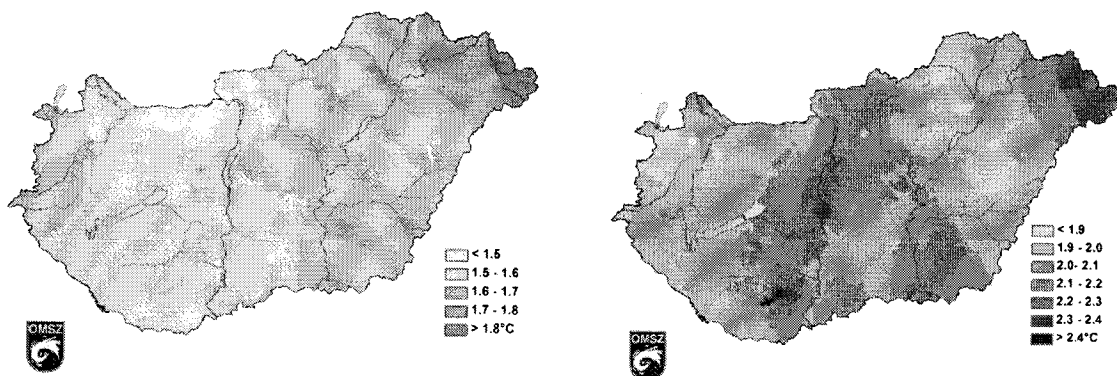 < 1.5
1.5 - 1.6
1.6 - 1.7
1.7 - 1.8
> 1.8°C
OMSZ
< 1.9
1.9 - 2.0
2.0- 2.1
2.1 - 2.2
2.2 - 2.3
2.3 - 2.4
> 2.4°C
OMSZ